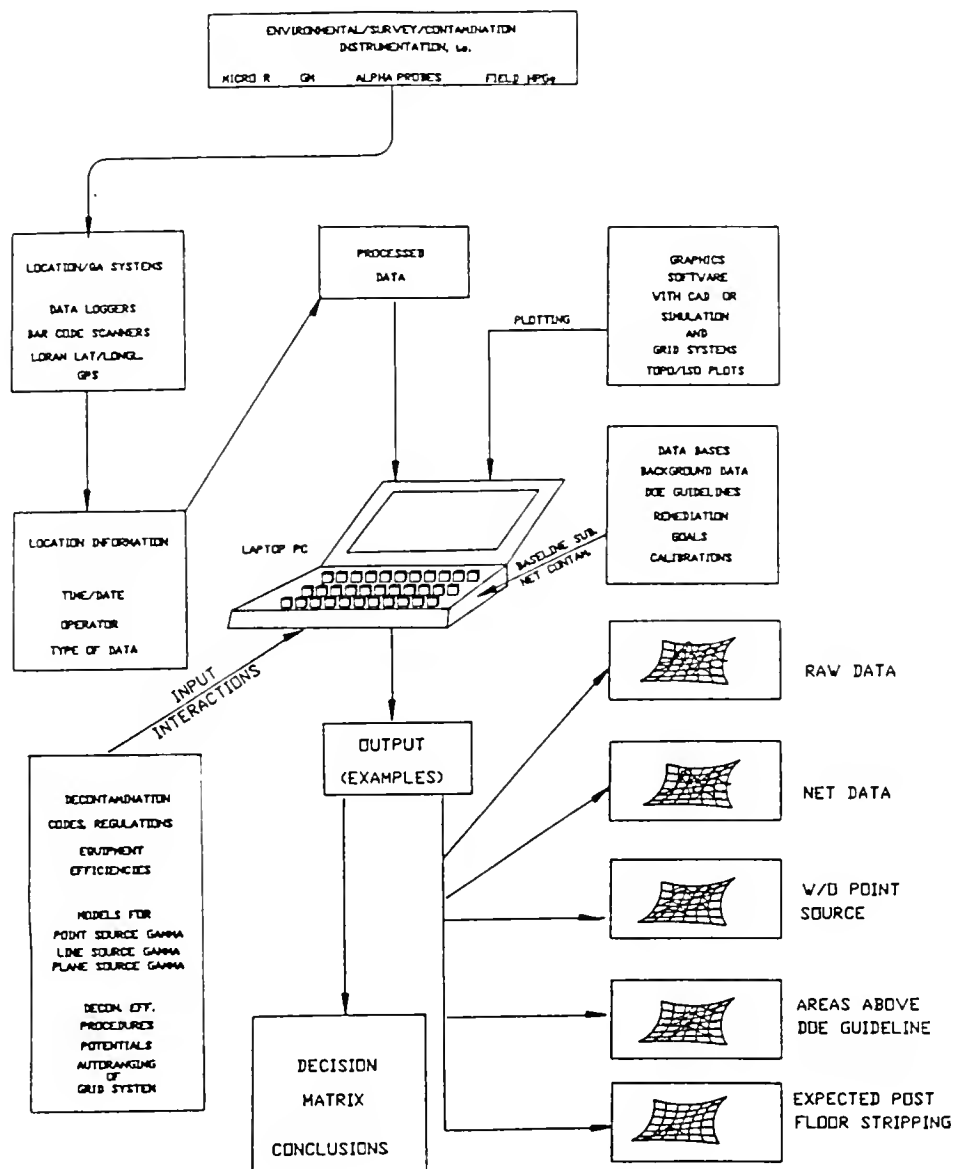 ENVIRONMENTAL/SURVEY/CONTAMINATION
INSTRUMENTATION, i.e.
MICRO R GM ALPHA PROBES FIELD HPGe
LOCATION/QA SYSTEMS
DATA LOGGERS
BAR CODE SCANNERS
LORAN LAT/LONGL.
GPS
PROCESSED
DATA
GRAPHICS
SOFTWARE
WITH CAD OR
SIMULATION
AND
GRID SYSTEMS
TOPO/ISO PLOTS
PLOTTING
DATA BASES
BACKGROUND DATA
DOE GUIDELINES
REMEDIATION
GOALS
CALIBRATIONS
LOCATION INFORMATION
TIME/DATE
OPERATOR
TYPE OF DATA
LAPTOP PC
BASELINE SUB.
NET CONTAM.
INPUT
INTERACTIONS
OUTPUT
(EXAMPLES)
RAW DATA
NET DATA
W/O POINT
SOURCE
AREAS ABOVE
DOE GUIDELINE
EXPECTED POST
FLOOR STRIPPING
DECONTAMINATION
CODES, REGULATIONS
EQUIPMENT
EFFICIENCIES
MODELS FOR
POINT SOURCE GAMMA
LINE SOURCE GAMMA
PLANE SOURCE GAMMA
DECON. EFF.
PROCEDURES
POTENTIALS
AUTORANGING
OF
GRID SYSTEM
DECISION
MATRIX
CONCLUSIONS